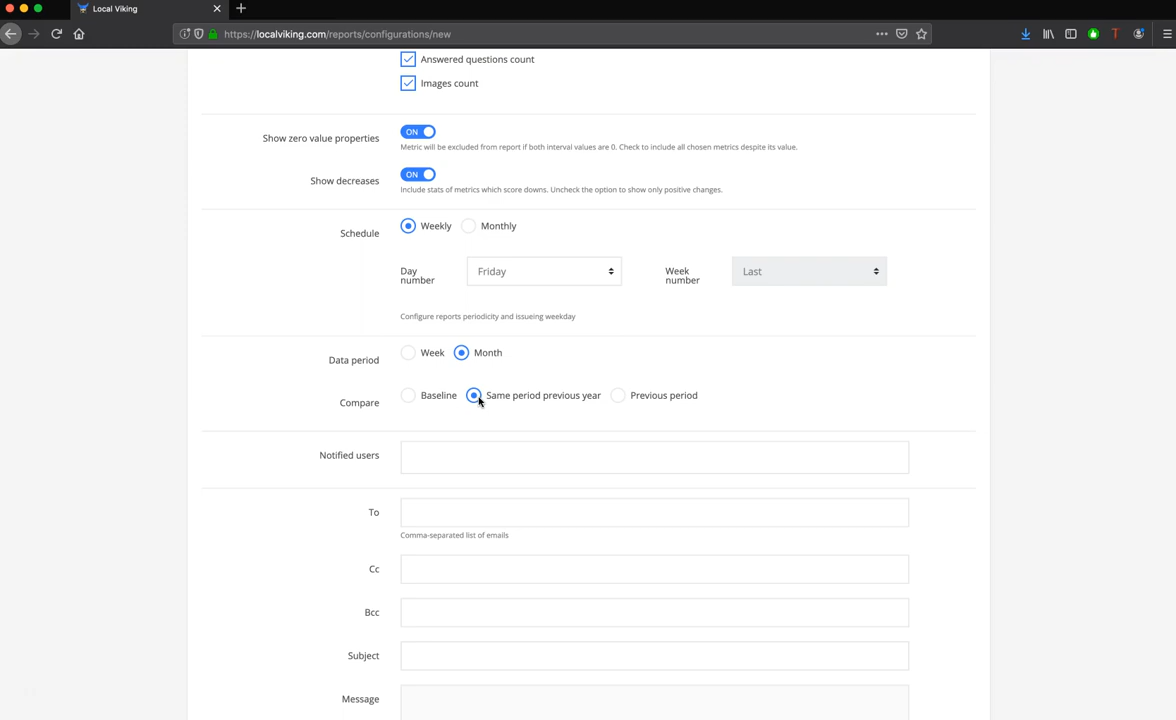 Local Viking
https://localviking.com/reports/configurations/new
Answered questions count
Images count
Show zero value properties
ON
Metric will be excluded from report if both interval values are 0. Check to include all chosen metrics despite its value.
Show decreases
ON
Include stats of metrics which score downs. Uncheck the option to show only positive changes.
Schedule
Weekly Monthly
Day number
Friday
Week number
Last
Configure reports periodicity and issueing weekday
Data period
Week Month
Compare
Baseline Same period previous year Previous period
Notified users
To
Comma-separated list of emails
Cc
Bcc
Subject
Message